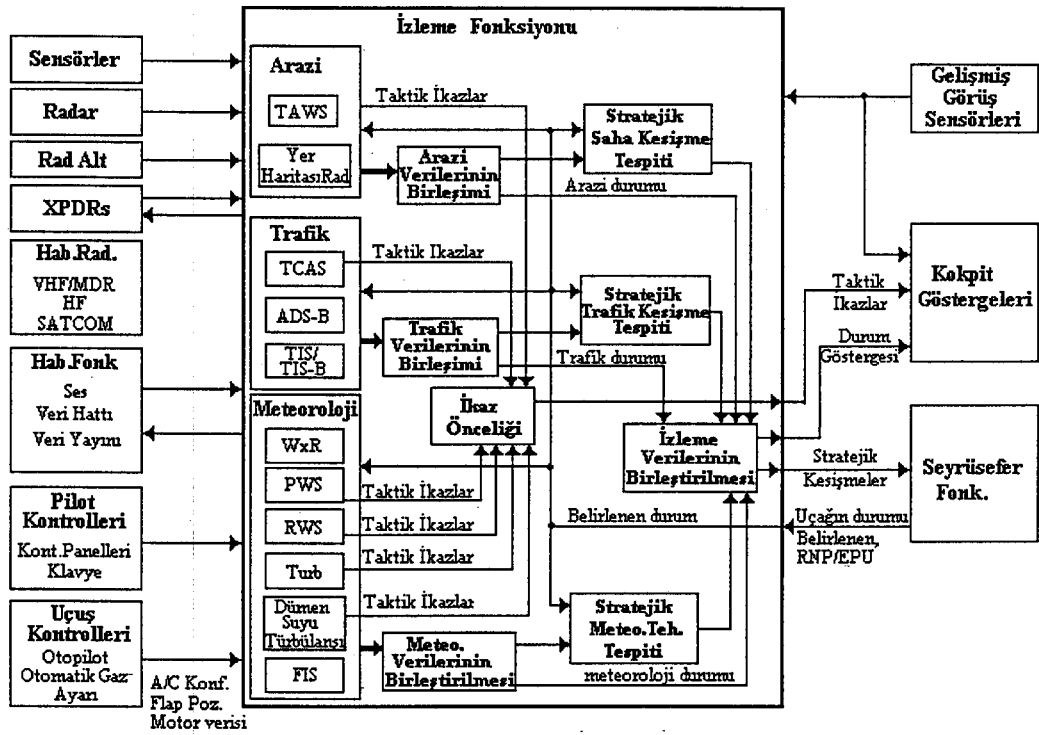 İzleme Fonksiyonu
Sensörler
Radar
Rad Alt
XPDRs
Hab.Rad.
VHF/MDR
HF
SATCOM
Hab.Fonk
Ses
Veri Hattı
Veri Yayını
Pilot
Kontrolleri
Kont.Panelleri
Klavye
Uçuş
Kontrolleri
Otopilot
Otomatik Gaz-
Ayarı
A/C Konf.
Flap Poz.
Motor verisi
Arazi
TAWS
Yer
HaritasıRad
Taktik İkazlar
Arazi
Verilerinin
Birleşimi
Stratejik
Saha Kesişme
Tespiti
Arazi durumu
Trafik
TCAS
ADS-B
TIS/
TIS-B
Taktik İkazlar
Trafik
Verilerinin
Birleşimi
Stratejik
Trafik Kesişme
Tespiti
Trafik durumu
Meteoroloji
WxR
PWS
RWS
Turb
Dümen
Suyu
Türbülansı
FIS
Taktik İkazlar
Taktik İkazlar
Taktik İkazlar
İkaz
Önceliği
İzleme
Verilerinin
Birleştirilmesi
Belirlenen durum
Meteo.
Verilerinin
Birleştirilmesi
Stratejik
Meteo.Teh.
Tespiti
meteoroloji durumu
Gelişmiş
Görüş
Sensörleri
Kokpit
Göstergeleri
Taktik
İkazlar
Durum
Göstergesi
Stratejik
Kesişmeler
Seyrüsefer
Fonk.
Uçağın durumu
Belirlenen,
RNP/EPU